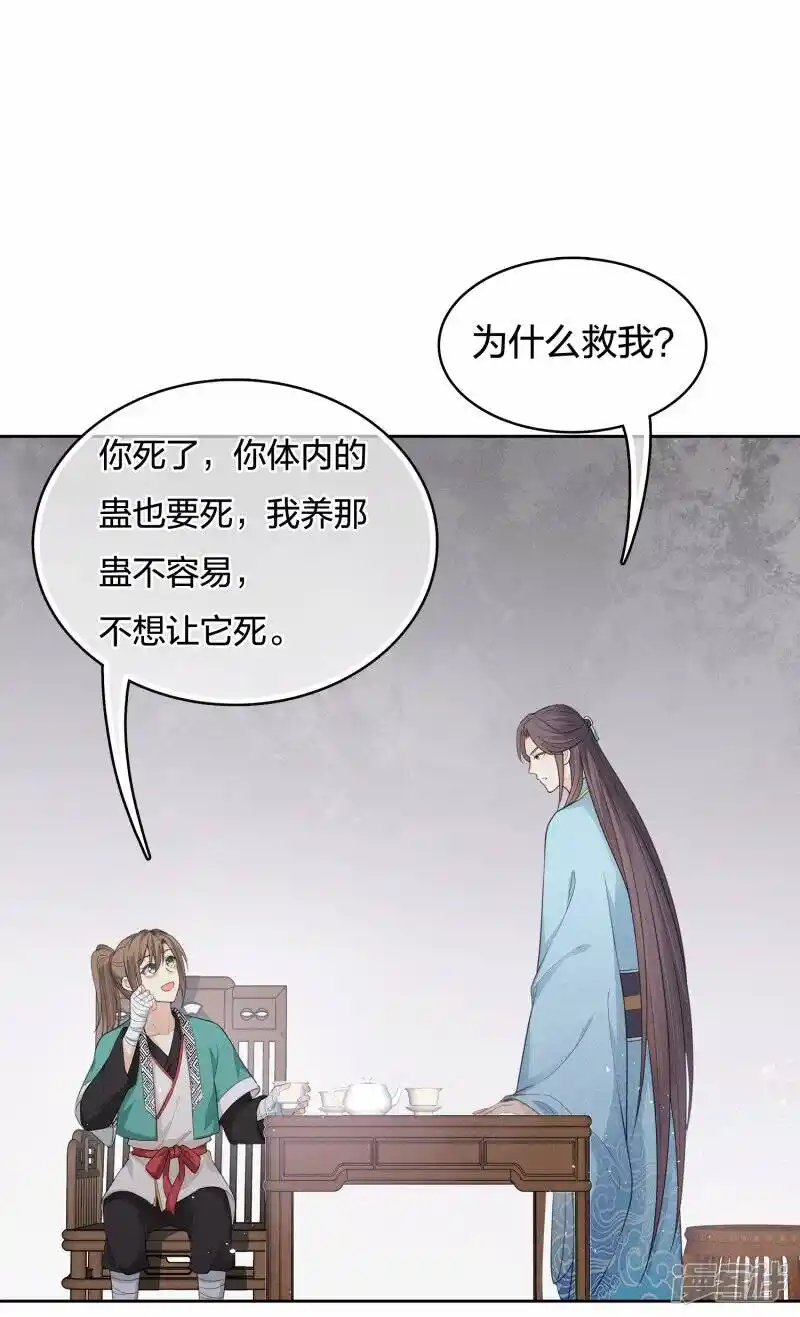 为什么救我？
你死了，你体内的
蛊也要死，我养那
蛊不容易，
不想让它死。